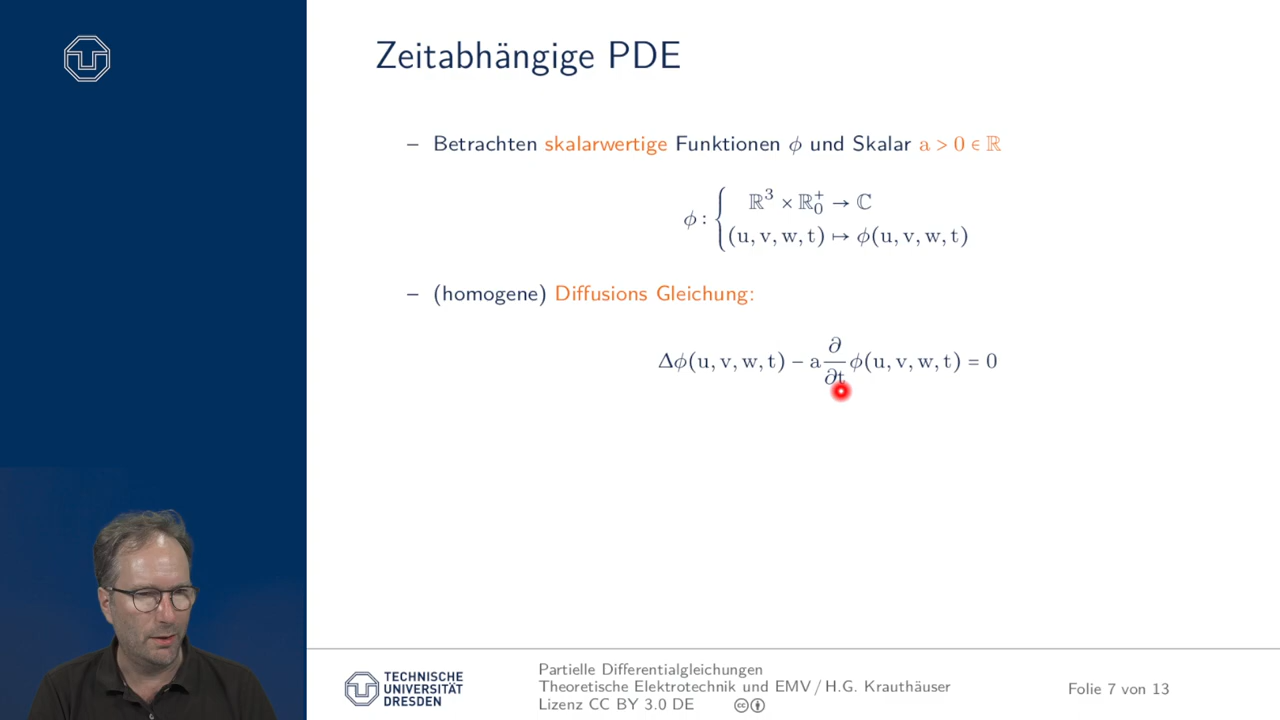 Zeitabhängige PDE
– Betrachten skalarwertige Funktionen ϕ und Skalar a > 0 ∈ ℝ
ϕ : { ℝ³ × ℝ₀⁺ → ℂ
(u, v, w, t) ↦ ϕ(u, v, w, t)
– (homogene) Diffusions Gleichung:
Δϕ(u, v, w, t) − a ∂/∂t ϕ(u, v, w, t) = 0
TECHNISCHE
UNIVERSITÄT
DRESDEN
Partielle Differentialgleichungen
Theoretische Elektrotechnik und EMV / H.G. Krauthäuser
Lizenz CC BY 3.0 DE
Folie 7 von 13